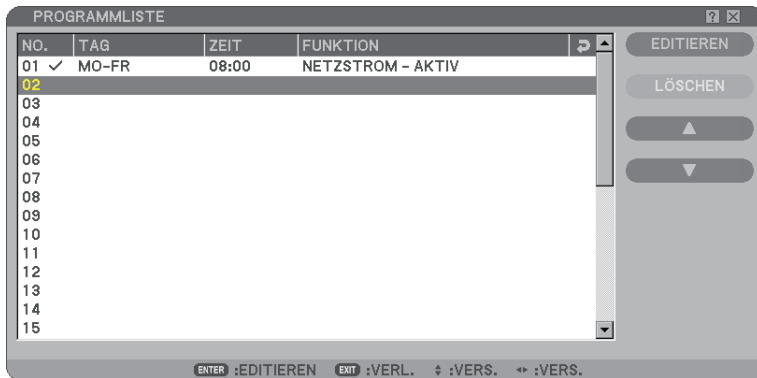 PROGRAMMLISTE
NO. TAG ZEIT FUNKTION
01 ✓ MO-FR 08:00 NETZSTROM - AKTIV
02
03
04
05
06
07
08
09
10
11
12
13
14
15
EDITIEREN
LÖSCHEN
ENTER :EDITIEREN EXIT :VERL. :VERS. :VERS.